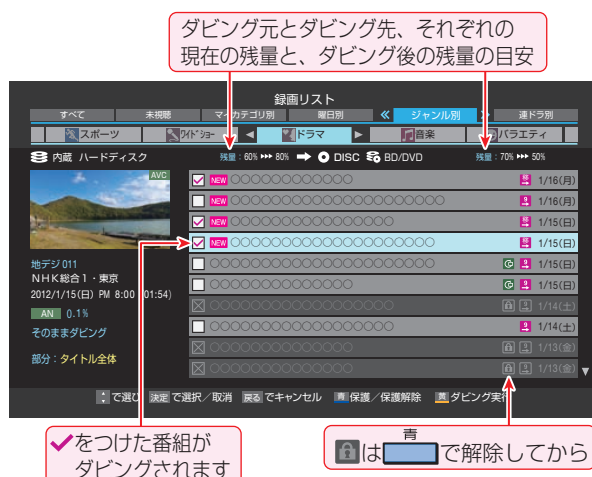 ダビング元とダビング先、それぞれの
現在の残量と、ダビング後の残量の目安
録画リスト
すべて 未視聴 マイカテゴリ別 曜日別 ≪ ジャンル別 ≫ 連ドラ別
スポーツ ワイドショー ◀ ドラマ ▶ 音楽 バラエティ
内蔵 ハードディスク 残量：60% ▸▸▸ 80% ➡ DISC BD/DVD 残量：70% ▸▸▸ 50%
AVC
NEW 〇〇〇〇〇〇〇〇〇〇〇〇 1/16(月)
NEW 〇〇〇〇〇〇〇〇〇〇〇〇〇〇〇〇〇〇〇〇〇 1/16(月)
NEW 〇〇〇〇〇〇〇〇〇〇〇〇〇〇〇〇 1/15(日)
NEW 〇〇〇〇〇〇〇〇〇〇〇〇〇〇〇〇〇〇〇〇 1/15(日)
〇〇〇〇〇〇〇〇〇〇〇〇〇〇〇〇〇〇〇〇 1/15(日)
〇〇〇〇〇〇〇〇〇〇〇〇〇〇 1/15(日)
〇〇〇〇〇〇〇〇〇〇〇〇〇〇〇〇〇〇 1/14(土)
〇〇〇〇〇〇〇〇〇〇〇〇〇〇〇〇〇〇 1/14(土)
〇〇〇〇〇〇〇〇〇〇〇〇〇〇 1/13(金)
〇〇〇〇〇〇〇〇〇〇〇〇〇〇 1/13(金) ▼
地デジ 011
NHK総合1・東京
2012/1/15(日) PM 8:00 01:54)
AN 0.1%
そのままダビング
部分：タイトル全体
で選び 決定 で選択／取消 戻る でキャンセル 青 保護／保護解除 黄 ダビング実行
✓をつけた番組が
ダビングされます
青
は で解除してから